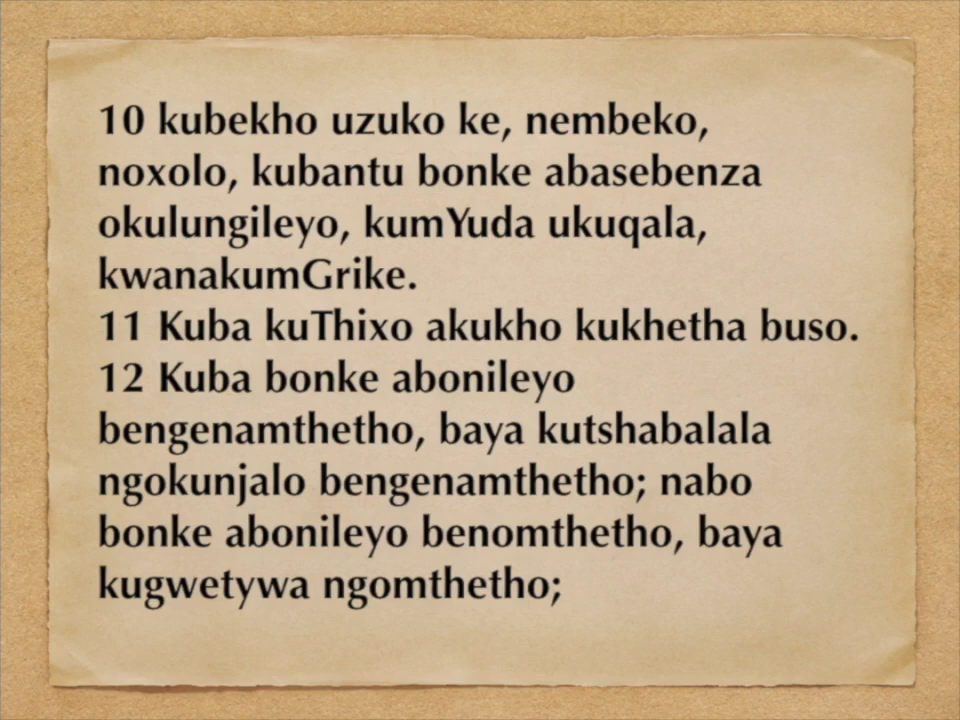 10 kubekho uzuko ke, nembeko,
noxolo, kubantu bonke abasebenza
okulungileyo, kumYuda ukuqala,
kwanakumGrike.
11 Kuba kuThixo akukho kukhetha buso.
12 Kuba bonke abonileyo
bengenamthetho, baya kutshabalala
ngokunjalo bengenamthetho; nabo
bonke abonileyo benomthetho, baya
kugwetywa ngomthetho;